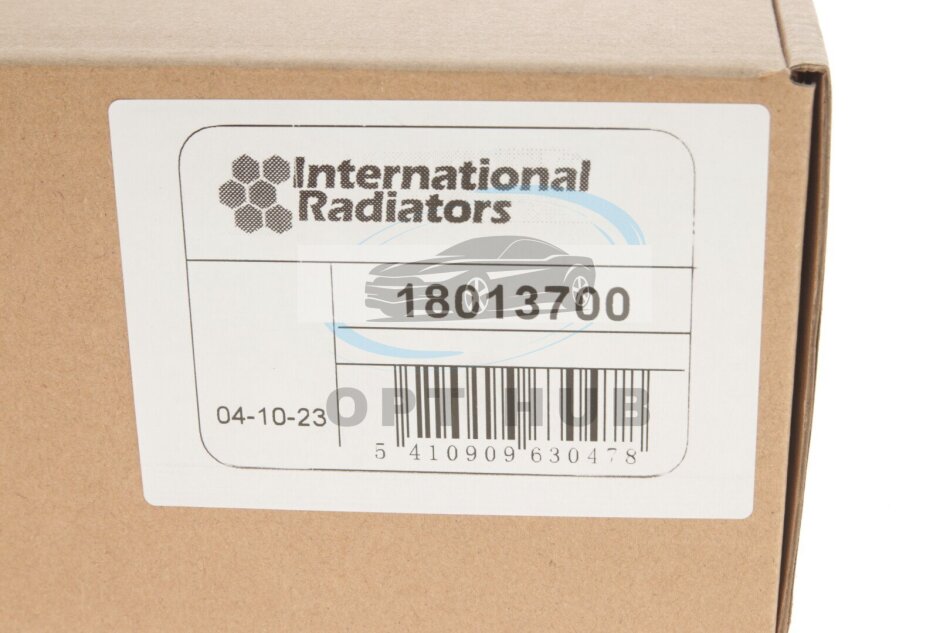 International
Radiators
18013700
04-10-23
OPT HUB
5 410909 630478